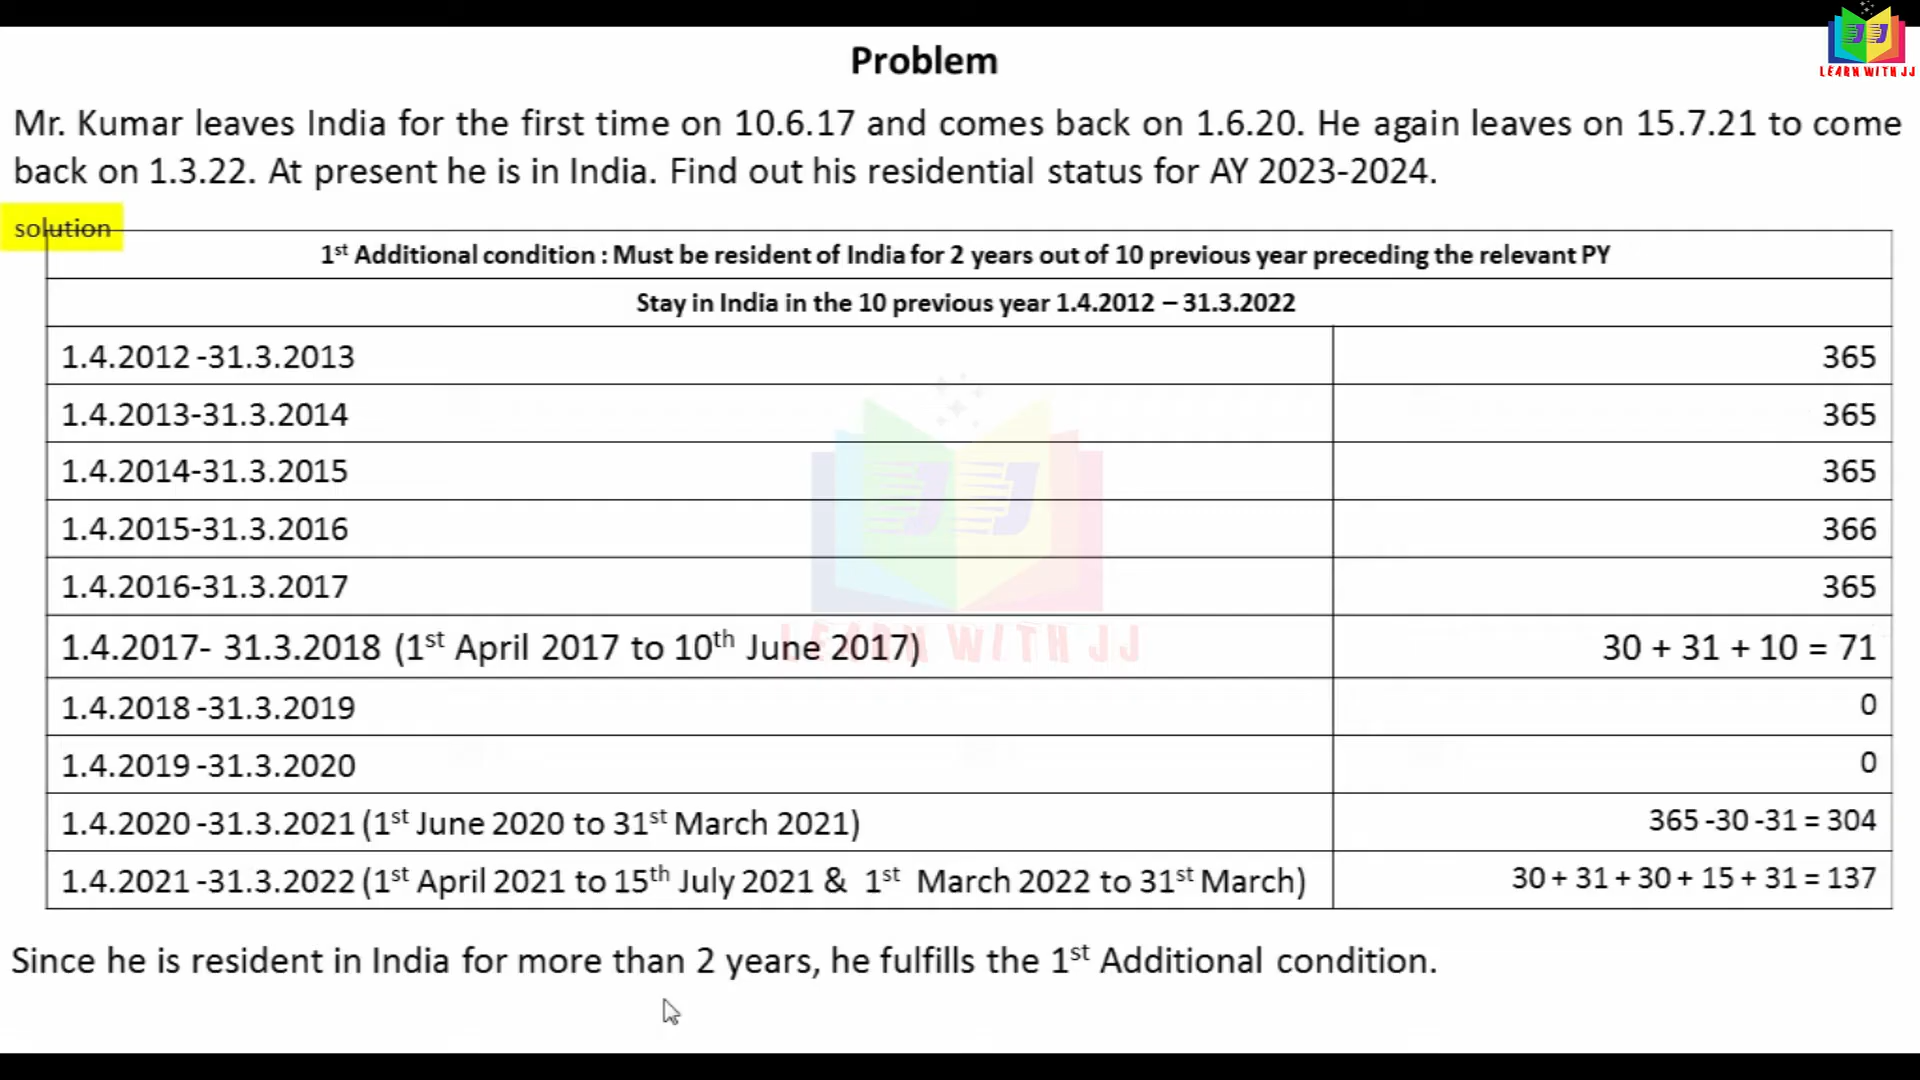 LEARN WITH JJ
Problem
Mr. Kumar leaves India for the first time on 10.6.17 and comes back on 1.6.20. He again leaves on 15.7.21 to come
back on 1.3.22. At present he is in India. Find out his residential status for AY 2023-2024.
solution
1st Additional condition : Must be resident of India for 2 years out of 10 previous year preceding the relevant PY
Stay in India in the 10 previous year 1.4.2012 – 31.3.2022
1.4.2012 -31.3.2013 365
1.4.2013-31.3.2014 365
1.4.2014-31.3.2015 365
1.4.2015-31.3.2016 366
1.4.2016-31.3.2017 365
1.4.2017- 31.3.2018 (1st April 2017 to 10th June 2017) 30 + 31 + 10 = 71
LEARN WITH JJ
1.4.2018 -31.3.2019 0
1.4.2019 -31.3.2020 0
1.4.2020 -31.3.2021 (1st June 2020 to 31st March 2021) 365 -30 -31 = 304
1.4.2021 -31.3.2022 (1st April 2021 to 15th July 2021 & 1st March 2022 to 31st March) 30 + 31 + 30 + 15 + 31 = 137
Since he is resident in India for more than 2 years, he fulfills the 1st Additional condition.